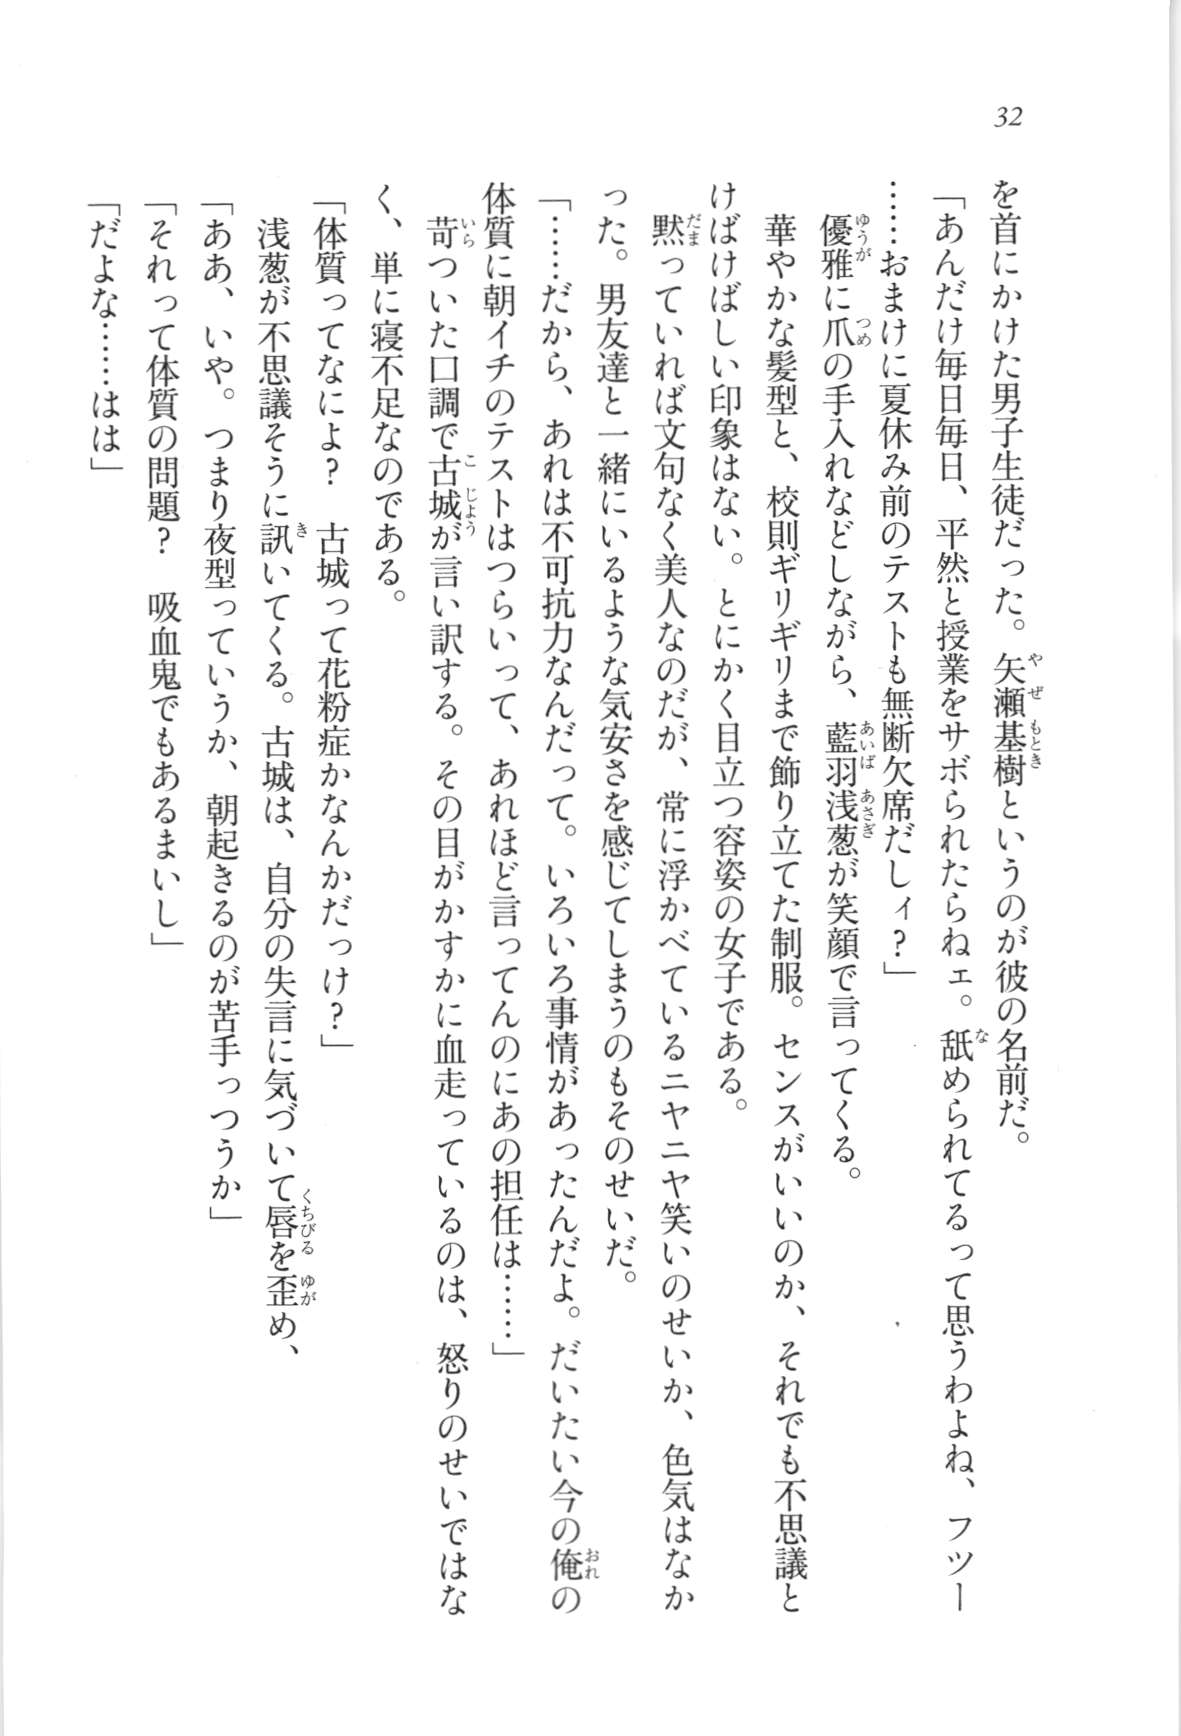 32
を首にかけた男子生徒だった。矢瀬基樹というのが彼の名前だ。
「あんだけ毎日毎日、平然と授業をサボられたらねェ。舐められてるって思うわよね、フツー
……おまけに夏休み前のテストも無断欠席だしィ？」
優雅に爪の手入れなどしながら、藍羽浅葱が笑顔で言ってくる。
華やかな髪型と、校則ギリギリまで飾り立てた制服。センスがいいのか、それでも不思議と
けばけばしい印象はない。とにかく目立つ容姿の女子である。
黙っていれば文句なく美人なのだが、常に浮かべているニヤニヤ笑いのせいか、色気はなか
った。男友達と一緒にいるような気安さを感じてしまうのもそのせいだ。
「……だから、あれは不可抗力なんだって。いろいろ事情があったんだよ。だいたい今の俺の
体質に朝イチのテストはつらいって、あれほど言ってんのにあの担任は……」
苛ついた口調で古城が言い訳する。その目がかすかに血走っているのは、怒りのせいではな
く、単に寝不足なのである。
「体質ってなによ？　古城って花粉症かなんかだっけ？」
浅葱が不思議そうに訊いてくる。古城は、自分の失言に気づいて唇を歪め、
「ああ、いや。つまり夜型っていうか、朝起きるのが苦手っつうか」
「それって体質の問題？　吸血鬼でもあるまいし」
「だよな……はは」